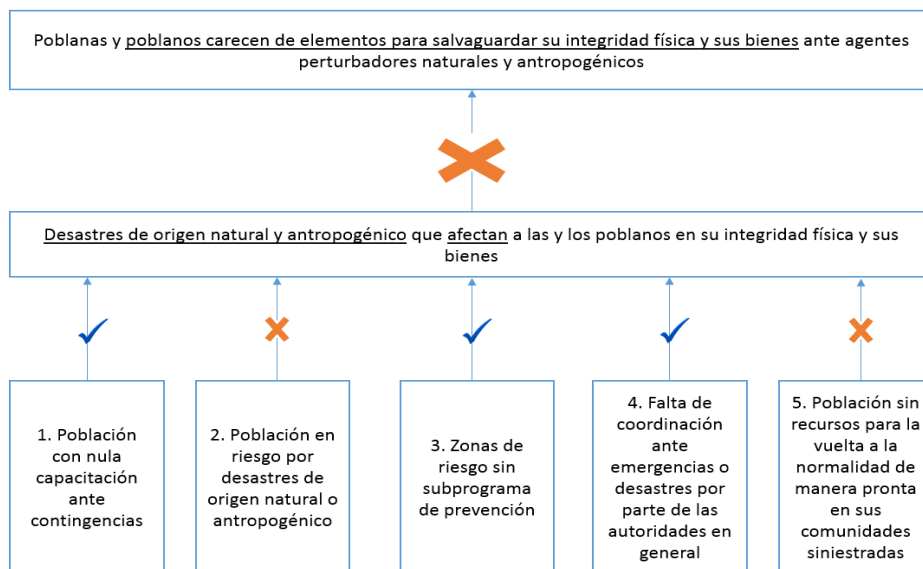 Poblanas y poblanos carecen de elementos para salvaguardar su integridad física y sus bienes ante agentes
perturbadores naturales y antropogénicos
Desastres de origen natural y antropogénico que afectan a las y los poblanos en su integridad física y sus
bienes
1. Población
con nula
capacitación
ante
contingencias
2. Población en
riesgo por
desastres de
origen natural o
antropogénico
3. Zonas de
riesgo sin
subprograma
de prevención
4. Falta de
coordinación
ante
emergencias o
desastres por
parte de las
autoridades en
general
5. Población sin
recursos para la
vuelta a la
normalidad de
manera pronta
en sus
comunidades
siniestradas